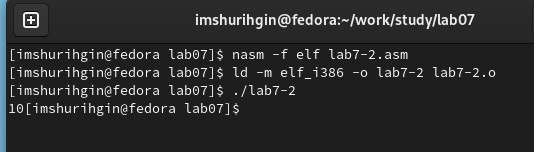 imshurihgin@fedora:~/work/study/lab07
[imshurihgin@fedora lab07]$ nasm -f elf lab7-2.asm
[imshurihgin@fedora lab07]$ ld -m elf_i386 -o lab7-2 lab7-2.o
[imshurihgin@fedora lab07]$ ./lab7-2
10[imshurihgin@fedora lab07]$